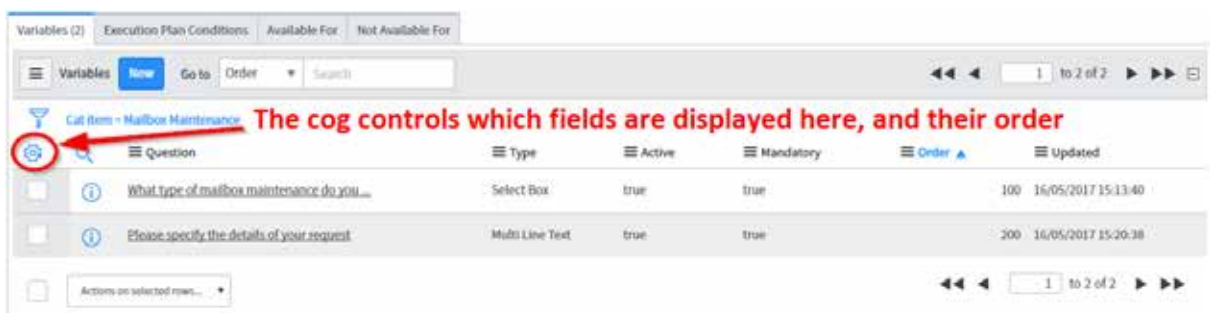 Variables (2) Execution Plan Conditions Available For Not Available For
Variables New Go to Order Search 1 to 2 of 2
Cat item = Mailbox Maintenance The cog controls which fields are displayed here, and their order
Question Type Active Mandatory Order Updated
What type of mailbox maintenance do you ... Select Box true true 100 16/05/2017 15:13:40
Please specify the details of your request Multi Line Text true true 200 16/05/2017 15:20:38
Actions on selected rows... 1 to 2 of 2